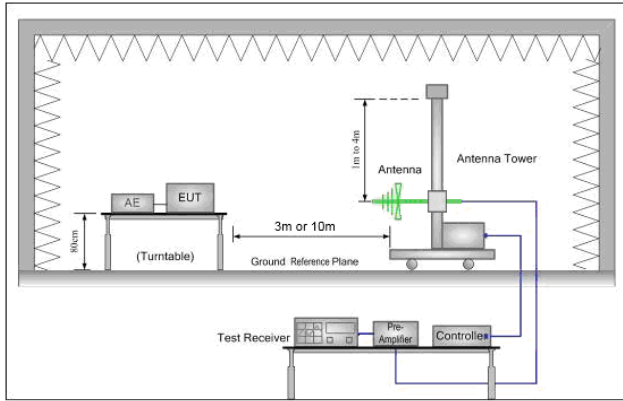 1m to 4m
Antenna
Antenna Tower
AE
EUT
80cm
(Turntable)
3m or 10m
Ground Reference Plane
Test Receiver
Pre-
Amplifier
Controlle